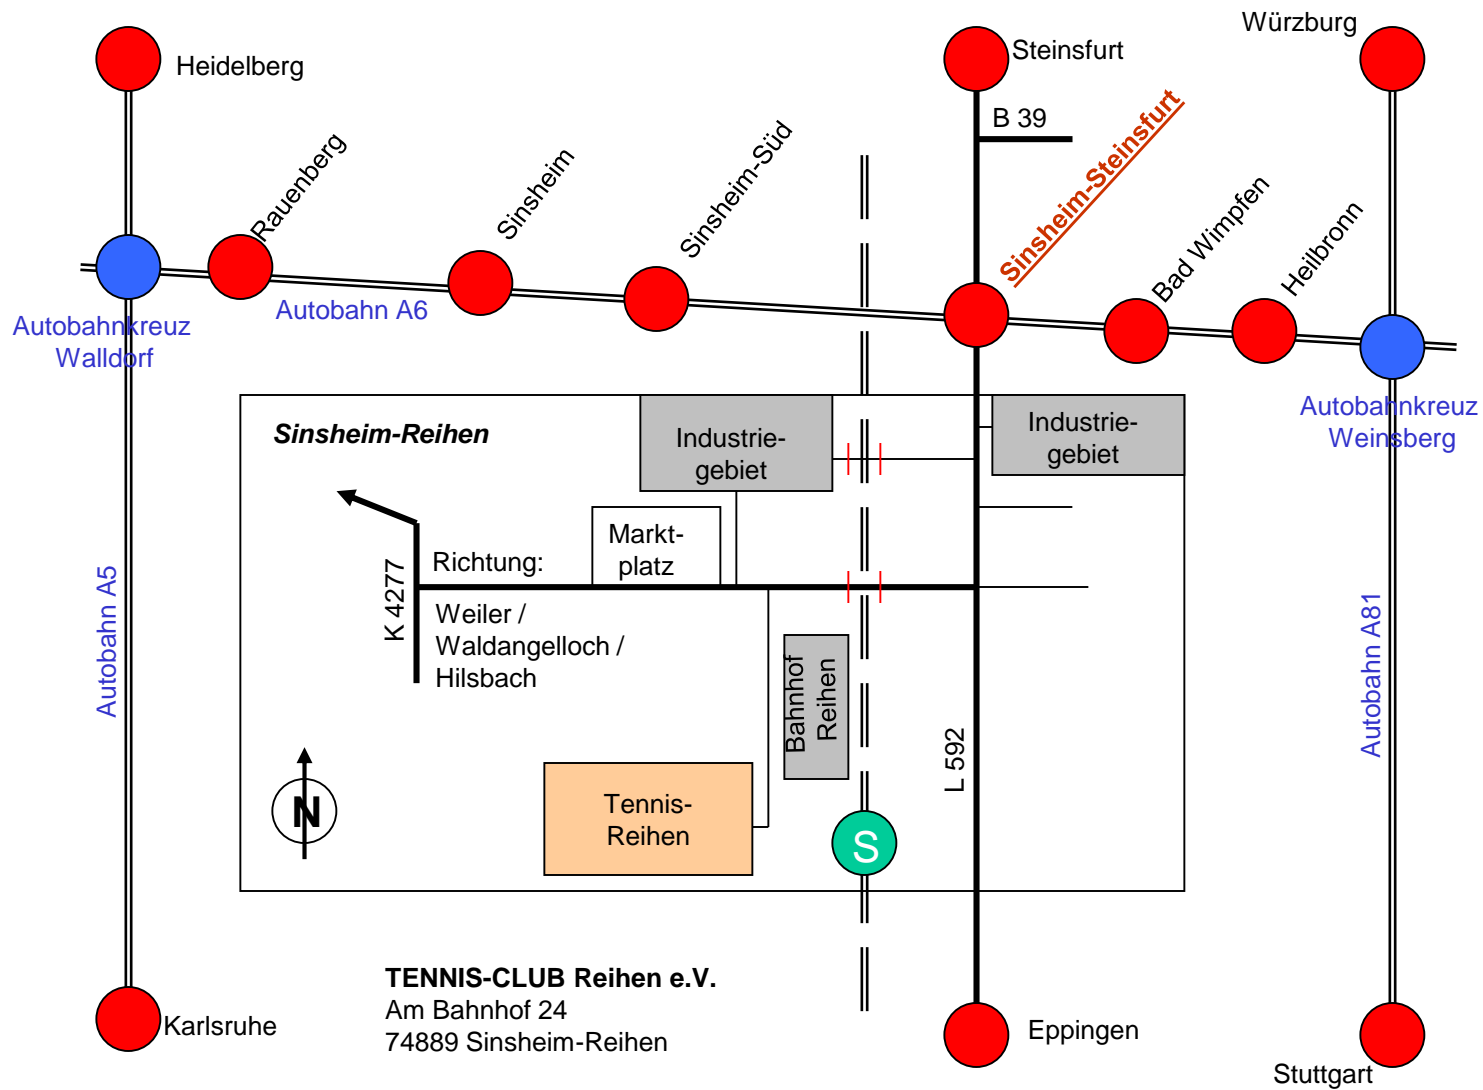 Heidelberg
Steinsfurt
Würzburg
B 39
Rauenberg
Sinsheim
Sinsheim-Süd
Sinsheim-Steinsfurt
Bad Wimpfen
Heilbronn
Autobahn A6
Autobahnkreuz
Walldorf
Autobahnkreuz
Weinsberg
Sinsheim-Reihen
Industrie-
gebiet
Industrie-
gebiet
Markt-
platz
Richtung:
K 4277
Weiler /
Waldangelloch /
Hilsbach
Autobahn A5
Autobahn A81
Bahnhof
Reihen
L 592
N
Tennis-
Reihen
S
TENNIS-CLUB Reihen e.V.
Am Bahnhof 24
74889 Sinsheim-Reihen
Karlsruhe
Eppingen
Stuttgart